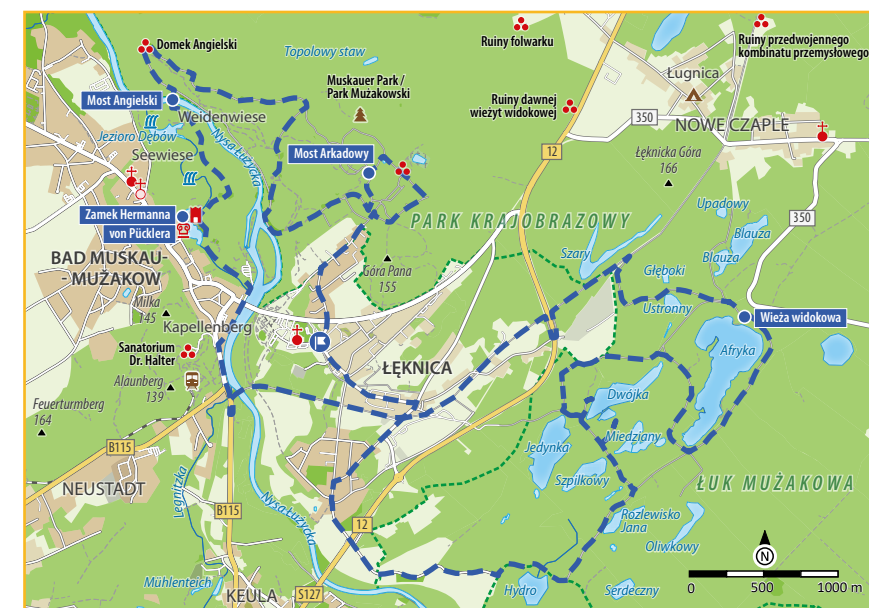 Domek Angielski
Topolowy staw
Ruiny folwarku
Ruiny przedwojennego
kombinatu przemysłowego
Most Angielski
Muskauer Park /
Park Mużakowski
Ruiny dawnej
wieżyt widokowej
Ługnica
350
NOWE CZAPLE
Weidenwiese
Jezioro Dębów
Nysa Łużycka
Seewiese
Most Arkadowy
12
Łęknicka Góra
166
Upadowy
350
Zamek Hermanna
von Pücklera
PARK KRAJOBRAZOWY
Blauża
Szary
Blauża
BAD MUSKAU-
-MUŻAKOW
Góra Pana
155
Głęboki
Milka
145
Ustronny
Wieża widokowa
Kapellenberg
Afryka
Sanatorium
Dr. Halter
ŁĘKNICA
Alaunberg
139
Dwójka
Feuerturmberg
164
Miedziany
B115
Jedynka
Szpilkowy
NEUSTADT
Legnitzka
ŁUK MUŻAKOWA
B115
Nysa Łużycka
12
Rozlewisko
Jana
Oliwkowy
N
Mühlenteich
KEULA
S127
Hydro
Serdeczny
0 500 1000 m